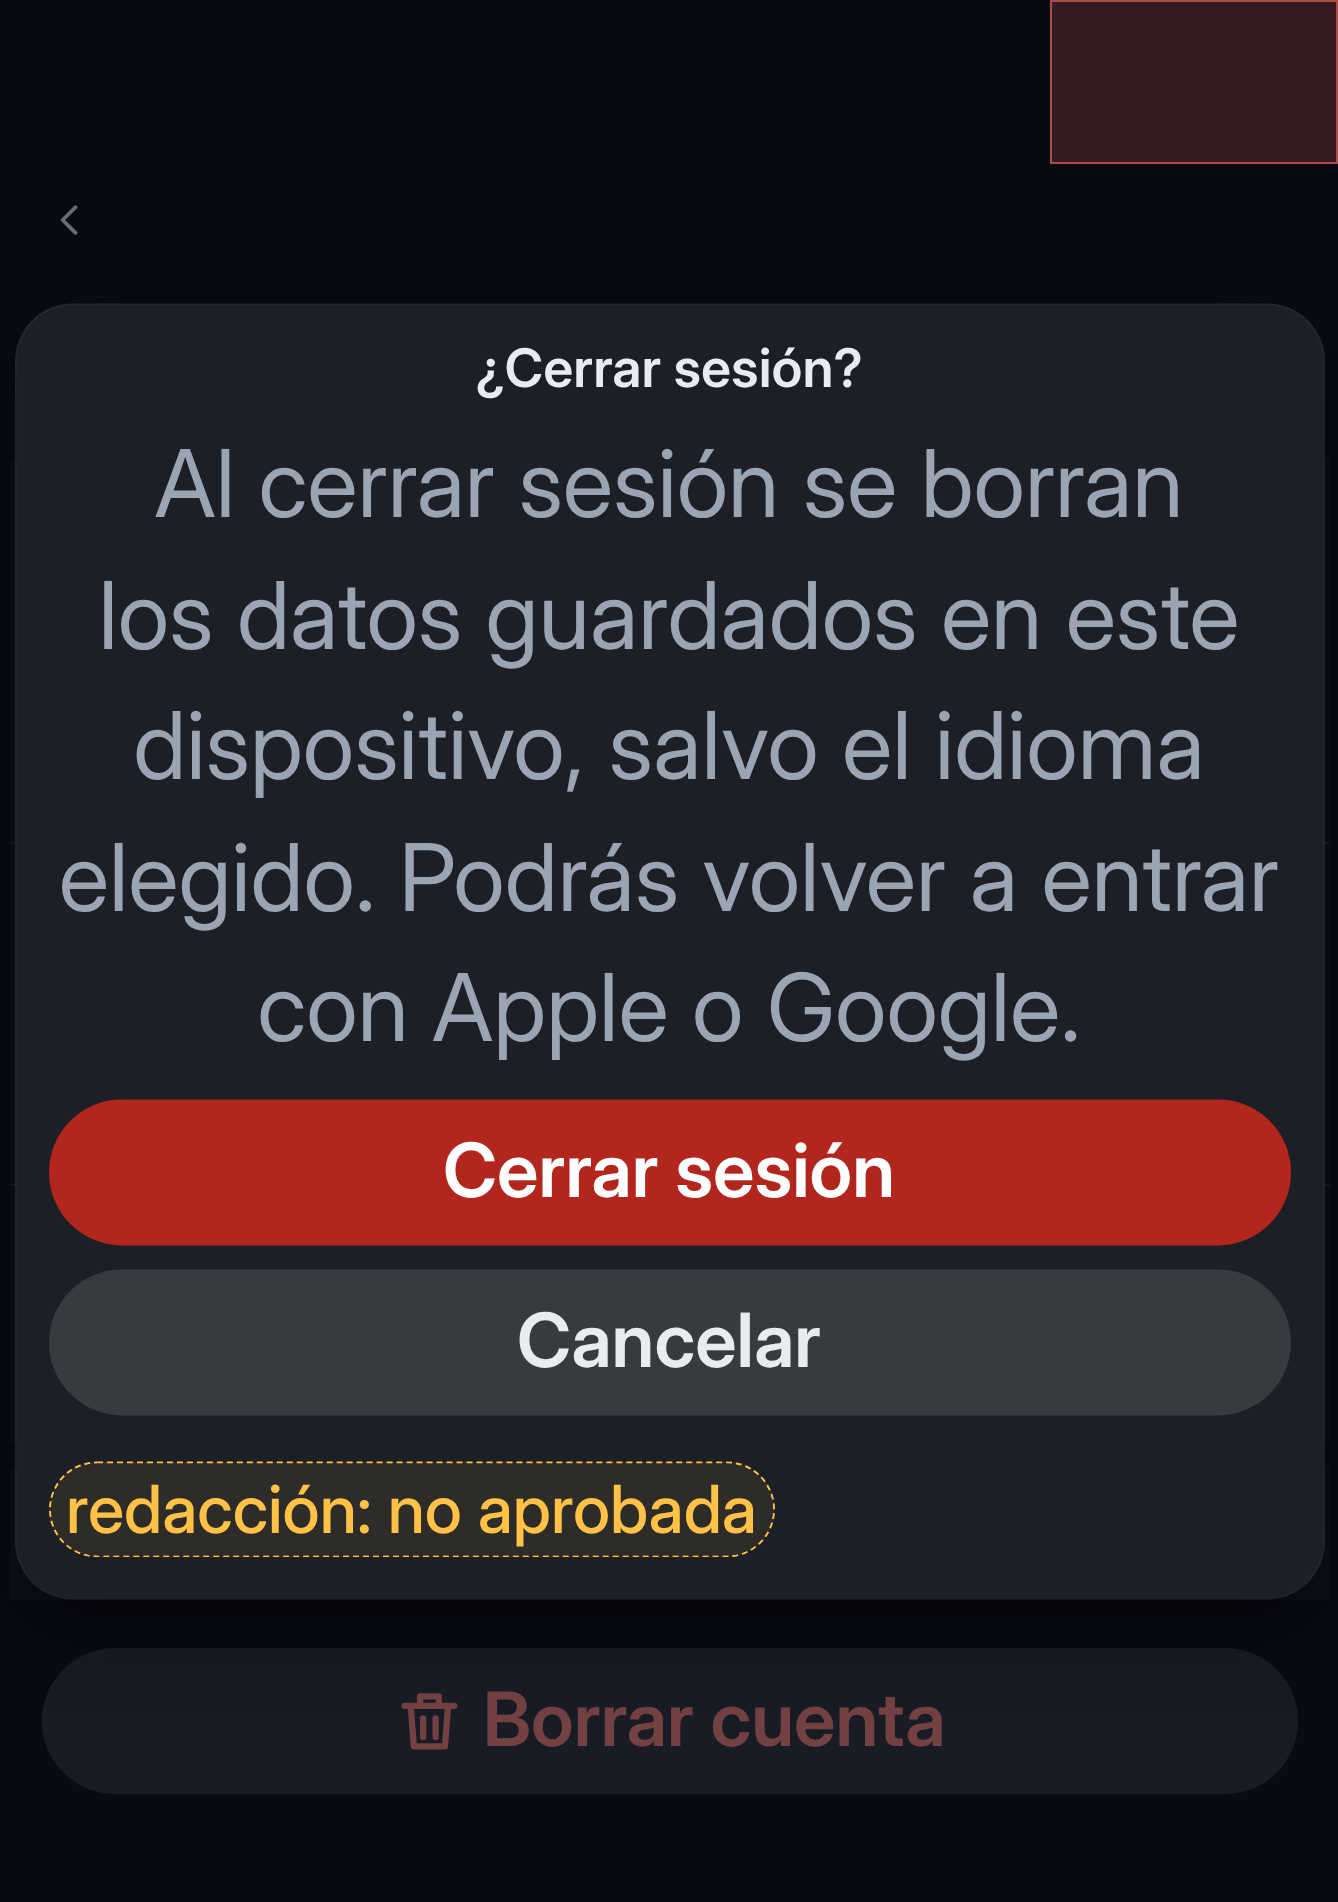 ¿Cerrar sesión?
Al cerrar sesión se borran
los datos guardados en este
dispositivo, salvo el idioma
elegido. Podrás volver a entrar
con Apple o Google.
Cerrar sesión
Cancelar
redacción: no aprobada
Borrar cuenta